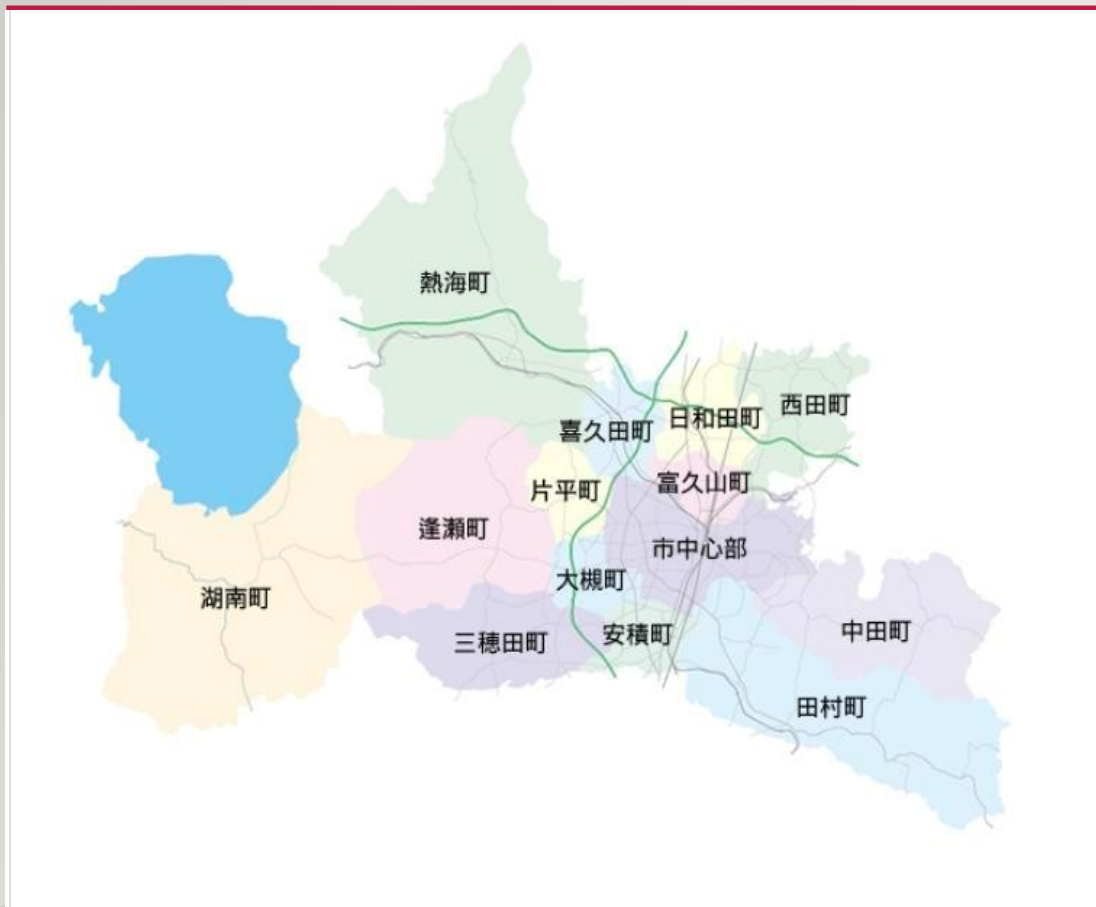 熱海町
西田町
日和田町
喜久田町
富久山町
片平町
逢瀬町
市中心部
大槻町
湖南町
中田町
安積町
三穂田町
田村町